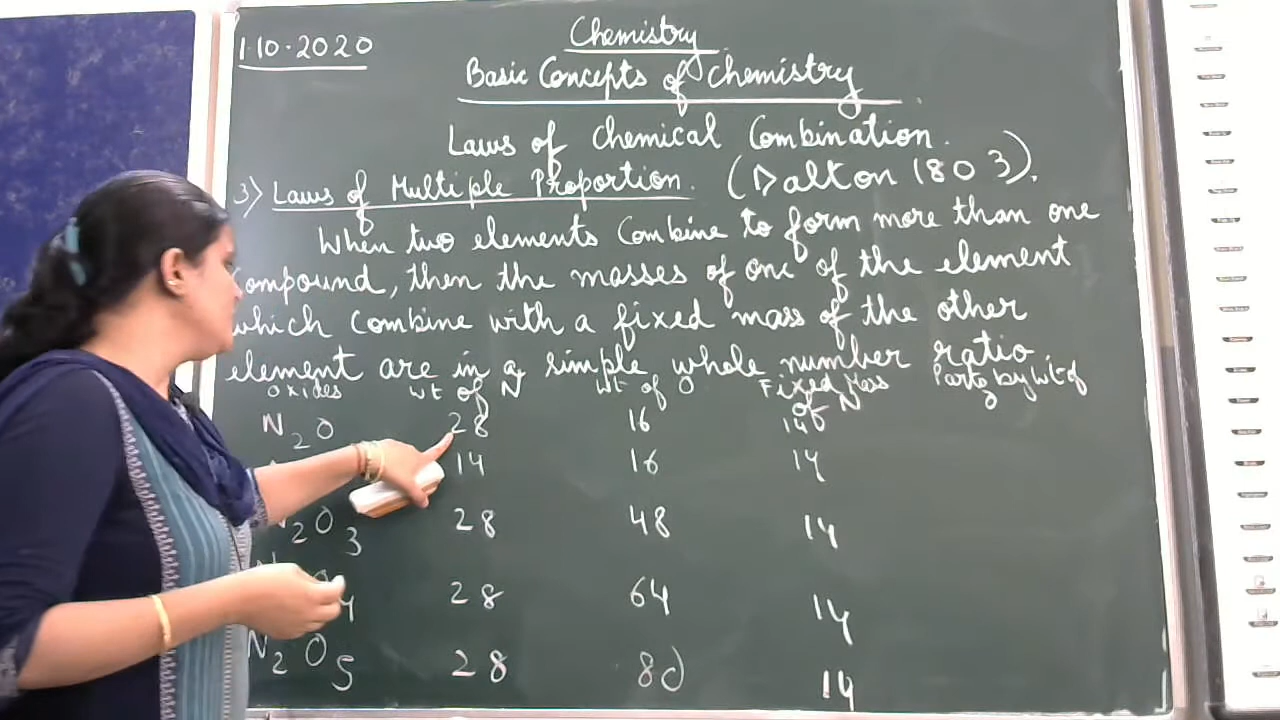 1.10.2020
Chemistry
Basic Concepts of Chemistry
Laws of Chemical Combination.
3) Laws of Multiple Proportion. (Dalton 1803).
When two elements Combine to form more than one
Compound, then the masses of one of the element
which Combine with a fixed mass of the other
element are in a simple whole number ratio.
Oxides Wt of N Wt of O Fixed Mas of N Parts by Wt of
N2O 28 16 14
14 16 14
2O3 28 48 14
4 28 64 14
N2O5 28 80 14